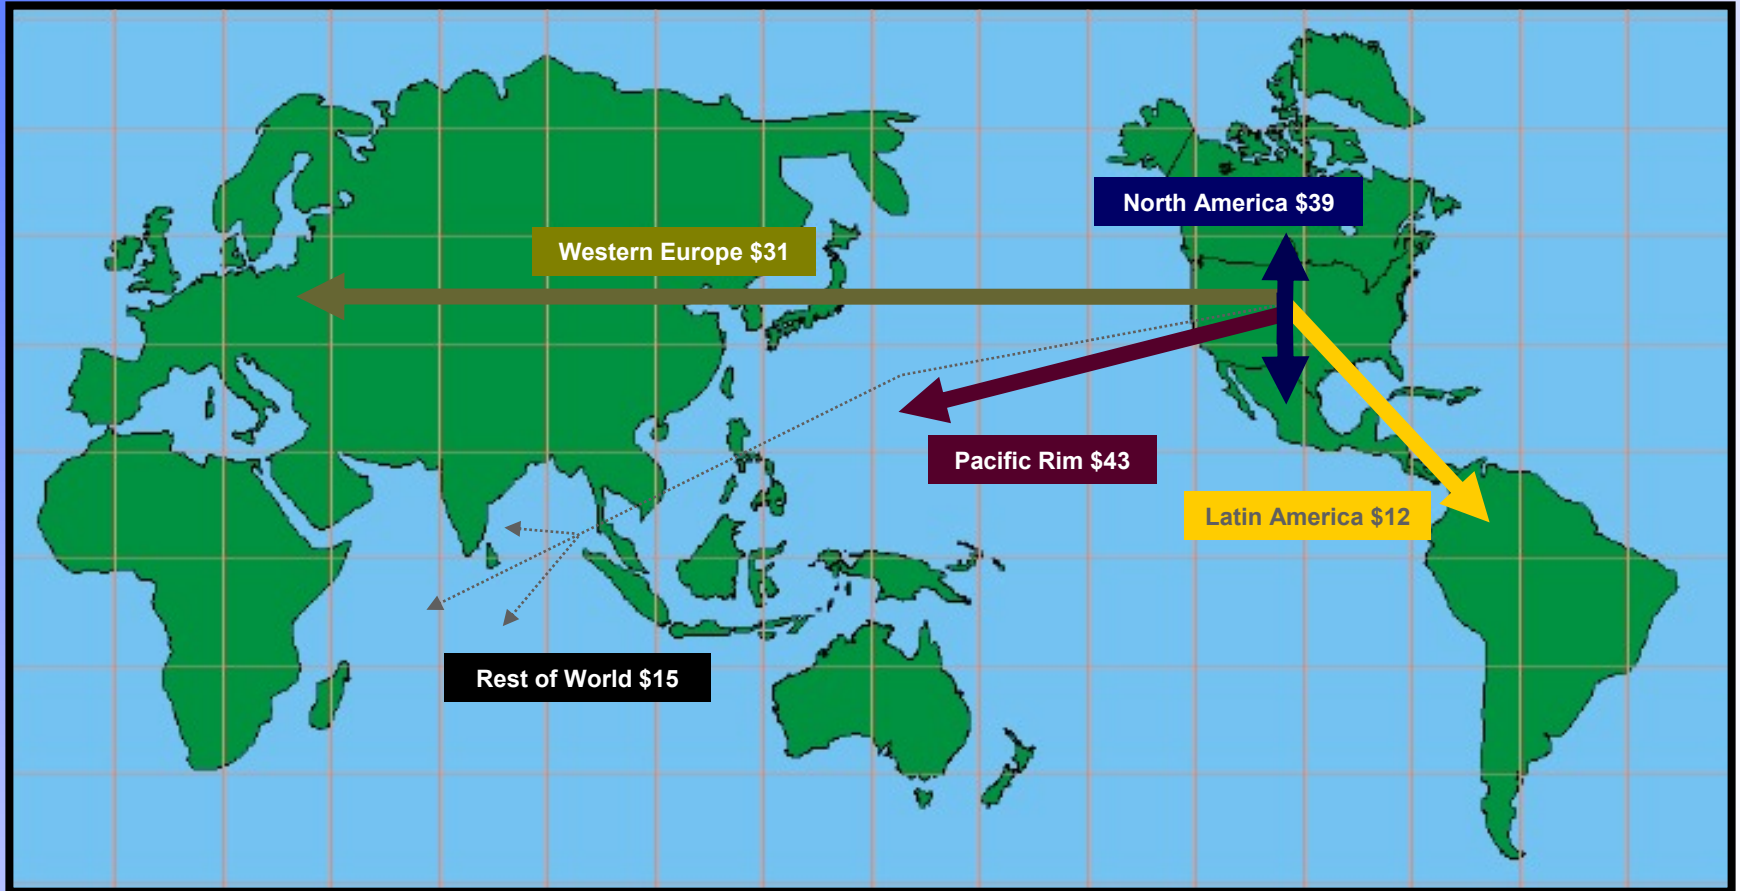 North America $39
Western Europe $31
Pacific Rim $43
Latin America $12
Rest of World $15